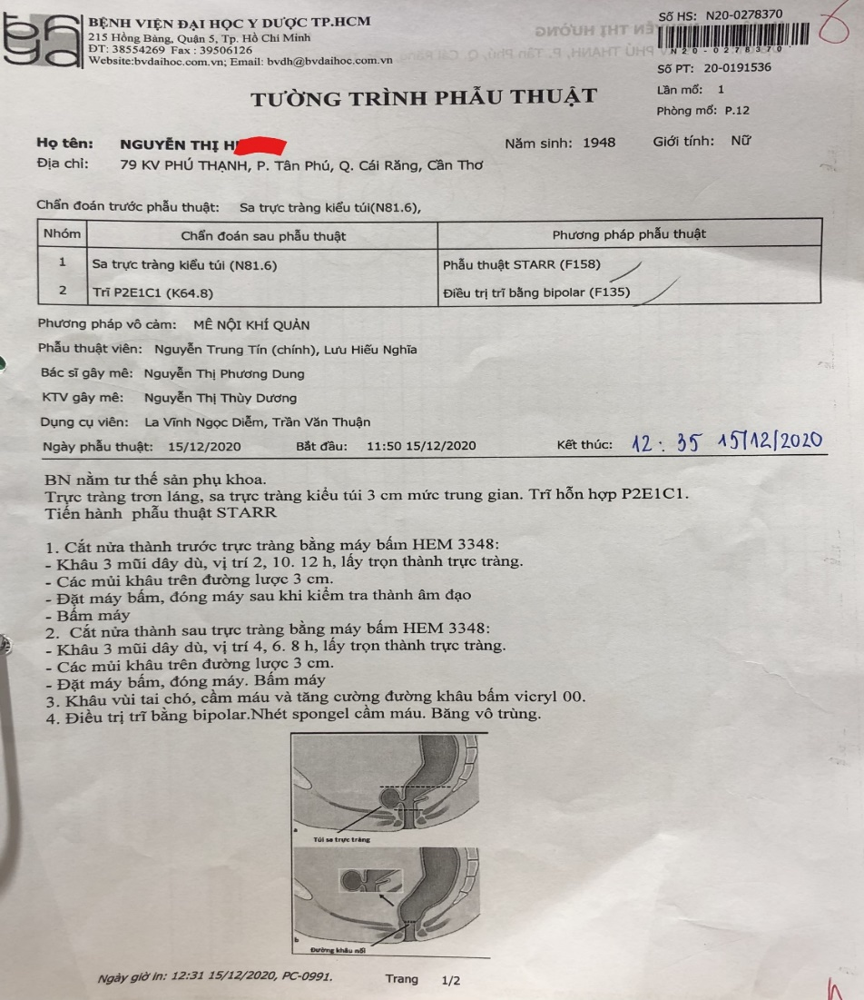 BỆNH VIỆN ĐẠI HỌC Y DƯỢC TP.HCM
215 Hồng Bàng, Quận 5, Tp. Hồ Chí Minh
ĐT: 38554269 Fax : 39506126
Website:bvdaihoc.com.vn; Email: bvdh@bvdaihoc.com.vn
Số HS: N20-0278370
N20-0278370
Số PT: 20-0191536
Lần mổ: 1
Phòng mổ: P.12
TƯỜNG TRÌNH PHẪU THUẬT
Họ tên: NGUYỄN THỊ H Năm sinh: 1948 Giới tính: Nữ
Địa chỉ: 79 KV PHÚ THẠNH, P. Tân Phú, Q. Cái Răng, Cần Thơ
Chẩn đoán trước phẫu thuật: Sa trực tràng kiểu túi(N81.6),
Nhóm Chẩn đoán sau phẫu thuật Phương pháp phẫu thuật
1 Sa trực tràng kiểu túi (N81.6) Phẫu thuật STARR (F158)
2 Trĩ P2E1C1 (K64.8) Điều trị trĩ bằng bipolar (F135)
Phương pháp vô cảm: MÊ NỘI KHÍ QUẢN
Phẫu thuật viên: Nguyễn Trung Tín (chính), Lưu Hiếu Nghĩa
Bác sĩ gây mê: Nguyễn Thị Phương Dung
KTV gây mê: Nguyễn Thị Thùy Dương
Dụng cụ viên: La Vĩnh Ngọc Diễm, Trần Văn Thuận
Ngày phẫu thuật: 15/12/2020 Bắt đầu: 11:50 15/12/2020 Kết thúc: 12: 35 15/12/2020
BN nằm tư thế sản phụ khoa.
Trực tràng trơn láng, sa trực tràng kiểu túi 3 cm mức trung gian. Trĩ hỗn hợp P2E1C1.
Tiến hành phẫu thuật STARR
1. Cắt nửa thành trước trực tràng bằng máy bấm HEM 3348:
- Khâu 3 mũi dây dù, vị trí 2, 10. 12 h, lấy trọn thành trực tràng.
- Các mủi khâu trên đường lược 3 cm.
- Đặt máy bấm, đóng máy sau khi kiểm tra thành âm đạo
- Bấm máy
2. Cắt nửa thành sau trực tràng bằng máy bấm HEM 3348:
- Khâu 3 mũi dây dù, vị trí 4, 6. 8 h, lấy trọn thành trực tràng.
- Các mủi khâu trên đường lược 3 cm.
- Đặt máy bấm, đóng máy. Bấm máy
3. Khâu vùi tai chó, cầm máu và tăng cường đường khâu bấm vicryl 00.
4. Điều trị trĩ bằng bipolar.Nhét spongel cầm máu. Băng vô trùng.
a
Túi sa trực tràng
b
Đường khâu nối
Ngày giờ in: 12:31 15/12/2020, PC-0991. Trang 1/2